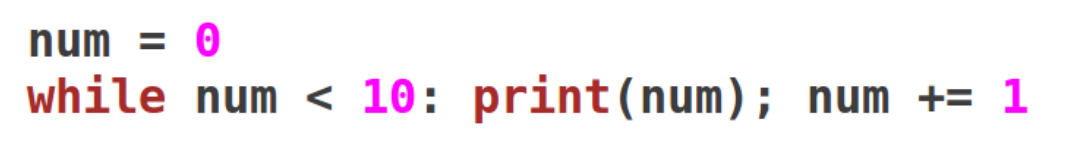 num = 0
while num < 10: print(num); num += 1